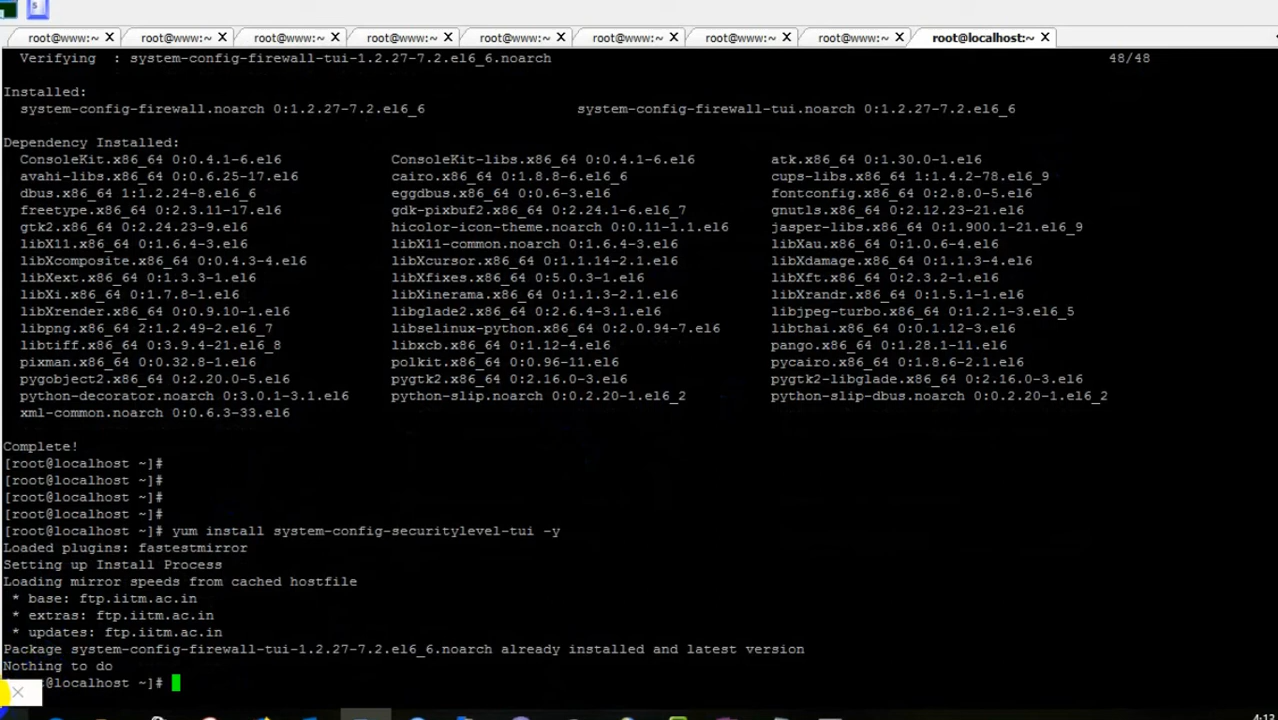 root@www:~ × root@www:~ × root@www:~ × root@www:~ × root@www:~ × root@www:~ × root@www:~ × root@www:~ × root@localhost:~ ×
Verifying : system-config-firewall-tui-1.2.27-7.2.el6_6.noarch 48/48
Installed:
system-config-firewall.noarch 0:1.2.27-7.2.el6_6 system-config-firewall-tui.noarch 0:1.2.27-7.2.el6_6
Dependency Installed:
ConsoleKit.x86_64 0:0.4.1-6.el6 ConsoleKit-libs.x86_64 0:0.4.1-6.el6 atk.x86_64 0:1.30.0-1.el6
avahi-libs.x86_64 0:0.6.25-17.el6 cairo.x86_64 0:1.8.8-6.el6_6 cups-libs.x86_64 1:1.4.2-78.el6_9
dbus.x86_64 1:1.2.24-8.el6_6 eggdbus.x86_64 0:0.6-3.el6 fontconfig.x86_64 0:2.8.0-5.el6
freetype.x86_64 0:2.3.11-17.el6 gdk-pixbuf2.x86_64 0:2.24.1-6.el6_7 gnutls.x86_64 0:2.12.23-21.el6
gtk2.x86_64 0:2.24.23-9.el6 hicolor-icon-theme.noarch 0:0.11-1.1.el6 jasper-libs.x86_64 0:1.900.1-21.el6_9
libX11.x86_64 0:1.6.4-3.el6 libX11-common.noarch 0:1.6.4-3.el6 libXau.x86_64 0:1.0.6-4.el6
libXcomposite.x86_64 0:0.4.3-4.el6 libXcursor.x86_64 0:1.1.14-2.1.el6 libXdamage.x86_64 0:1.1.3-4.el6
libXext.x86_64 0:1.3.3-1.el6 libXfixes.x86_64 0:5.0.3-1.el6 libXft.x86_64 0:2.3.2-1.el6
libXi.x86_64 0:1.7.8-1.el6 libXinerama.x86_64 0:1.1.3-2.1.el6 libXrandr.x86_64 0:1.5.1-1.el6
libXrender.x86_64 0:0.9.10-1.el6 libglade2.x86_64 0:2.6.4-3.1.el6 libjpeg-turbo.x86_64 0:1.2.1-3.el6_5
libpng.x86_64 2:1.2.49-2.el6_7 libselinux-python.x86_64 0:2.0.94-7.el6 libthai.x86_64 0:0.1.12-3.el6
libtiff.x86_64 0:3.9.4-21.el6_8 libxcb.x86_64 0:1.12-4.el6 pango.x86_64 0:1.28.1-11.el6
pixman.x86_64 0:0.32.8-1.el6 polkit.x86_64 0:0.96-11.el6 pycairo.x86_64 0:1.8.6-2.1.el6
pygobject2.x86_64 0:2.20.0-5.el6 pygtk2.x86_64 0:2.16.0-3.el6 pygtk2-libglade.x86_64 0:2.16.0-3.el6
python-decorator.noarch 0:3.0.1-3.1.el6 python-slip.noarch 0:0.2.20-1.el6_2 python-slip-dbus.noarch 0:0.2.20-1.el6_2
xml-common.noarch 0:0.6.3-33.el6
Complete!
[root@localhost ~]#
[root@localhost ~]#
[root@localhost ~]#
[root@localhost ~]#
[root@localhost ~]# yum install system-config-securitylevel-tui -y
Loaded plugins: fastestmirror
Setting up Install Process
Loading mirror speeds from cached hostfile
* base: ftp.iitm.ac.in
* extras: ftp.iitm.ac.in
* updates: ftp.iitm.ac.in
Package system-config-firewall-tui-1.2.27-7.2.el6_6.noarch already installed and latest version
Nothing to do
@localhost ~]#